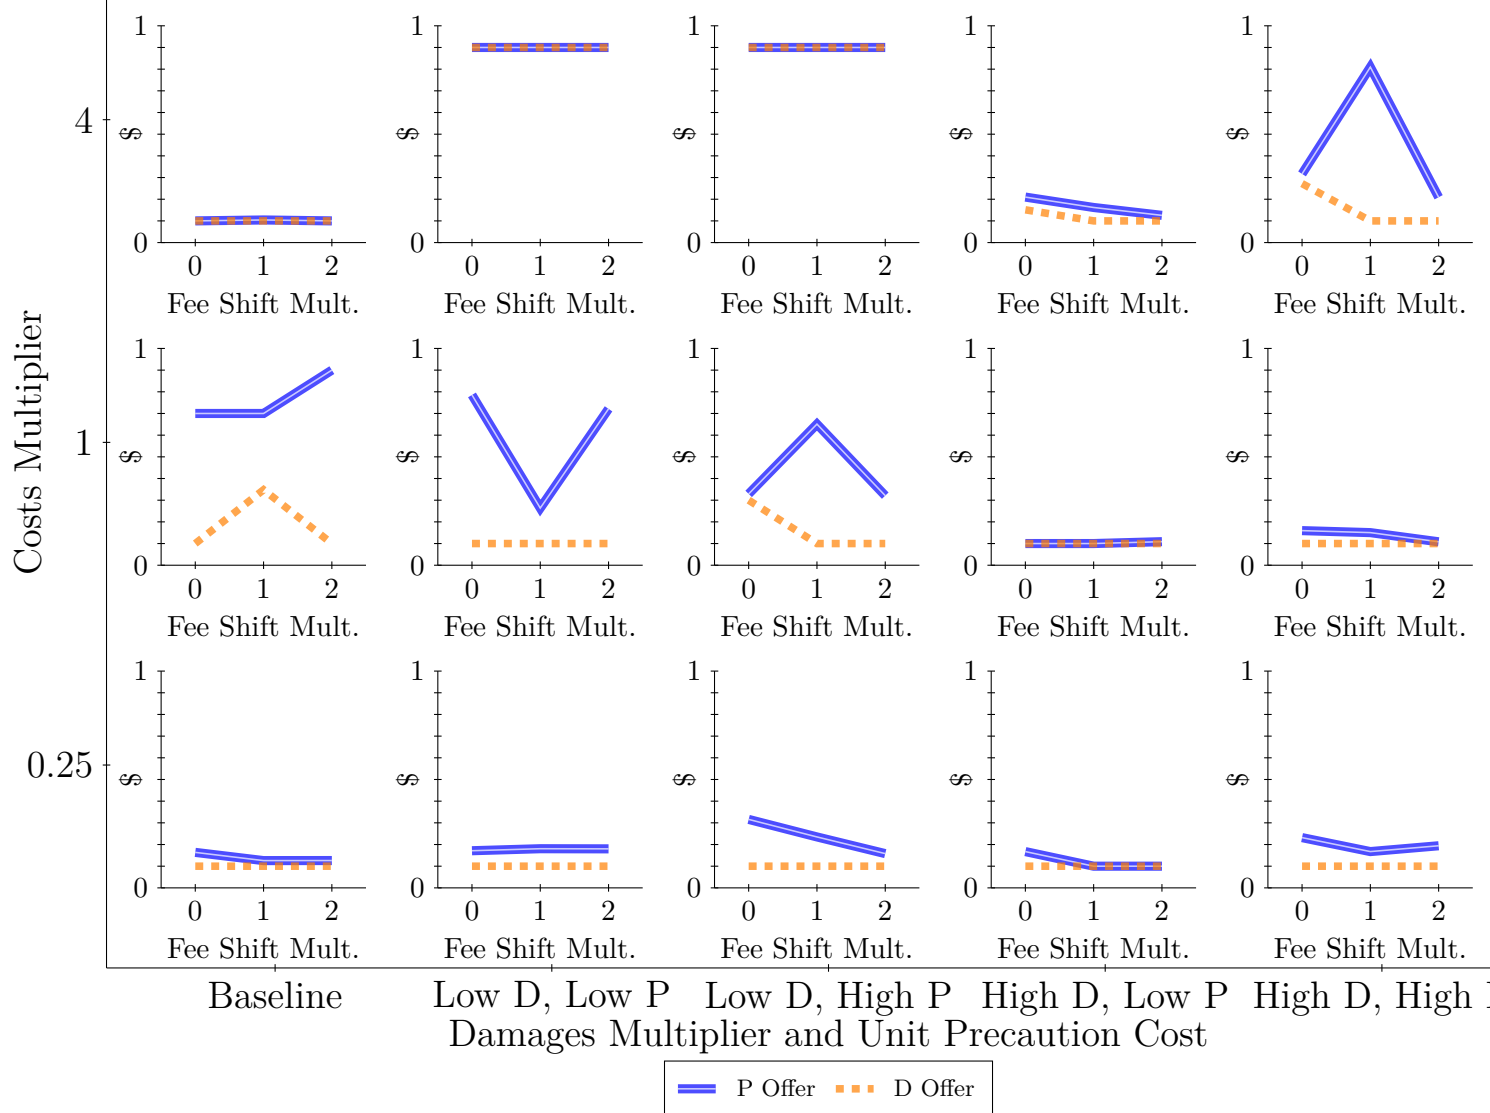 1 1 1 1 1
4 $ $ $ $ $
0 0 0 0 0
0 1 2 0 1 2 0 1 2 0 1 2 0 1 2
Fee Shift Mult. Fee Shift Mult. Fee Shift Mult. Fee Shift Mult. Fee Shift Mult.
Costs Multiplier
1 1 1 1 1
1 $ $ $ $ $
0 0 0 0 0
0 1 2 0 1 2 0 1 2 0 1 2 0 1 2
Fee Shift Mult. Fee Shift Mult. Fee Shift Mult. Fee Shift Mult. Fee Shift Mult.
1 1 1 1 1
0.25 $ $ $ $ $
0 0 0 0 0
0 1 2 0 1 2 0 1 2 0 1 2 0 1 2
Fee Shift Mult. Fee Shift Mult. Fee Shift Mult. Fee Shift Mult. Fee Shift Mult.
Baseline Low D, Low P Low D, High P High D, Low P High D, High
Damages Multiplier and Unit Precaution Cost
P Offer D Offer